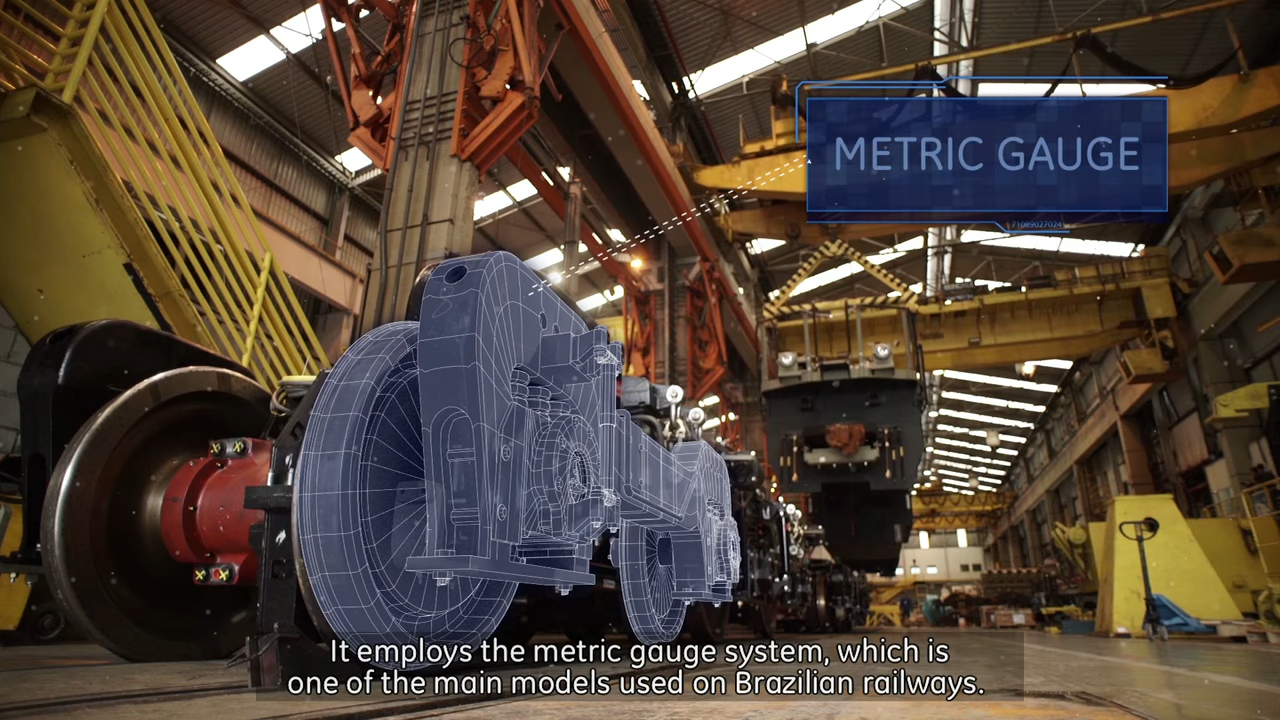 METRIC GAUGE
71089027024
It employs the metric gauge system, which is
one of the main models used on Brazilian railways.